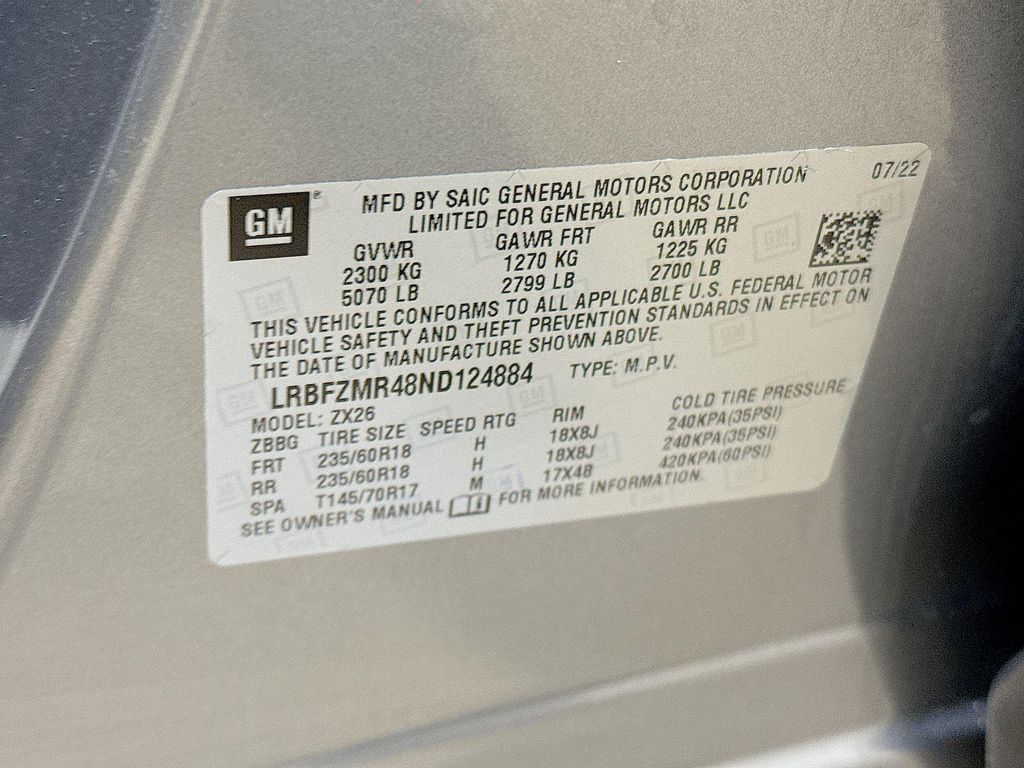 GM® MFD BY SAIC GENERAL MOTORS CORPORATION 07/22
LIMITED FOR GENERAL MOTORS LLC
GVWR GAWR FRT GAWR RR
2300 KG 1270 KG 1225 KG
5070 LB 2799 LB 2700 LB
THIS VEHICLE CONFORMS TO ALL APPLICABLE U.S. FEDERAL MOTOR
VEHICLE SAFETY AND THEFT PREVENTION STANDARDS IN EFFECT ON
THE DATE OF MANUFACTURE SHOWN ABOVE.
LRBFZMR48ND124884 TYPE: M.P.V.
MODEL: ZX26
ZBBG TIRE SIZE SPEED RTG RIM COLD TIRE PRESSURE
FRT 235/60R18 H 18X8J 240KPA(35PSI)
RR 235/60R18 H 18X8J 240KPA(35PSI)
SPA T145/70R17 M 17X4B 420KPA(60PSI)
SEE OWNER'S MANUAL FOR MORE INFORMATION.